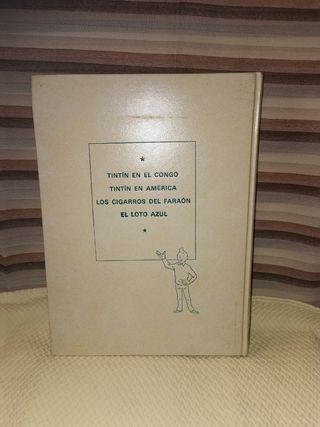 *
TINTÍN EN EL CONGO
TINTÍN EN AMÉRICA
LOS CIGARROS DEL FARAÓN
EL LOTO AZUL
*